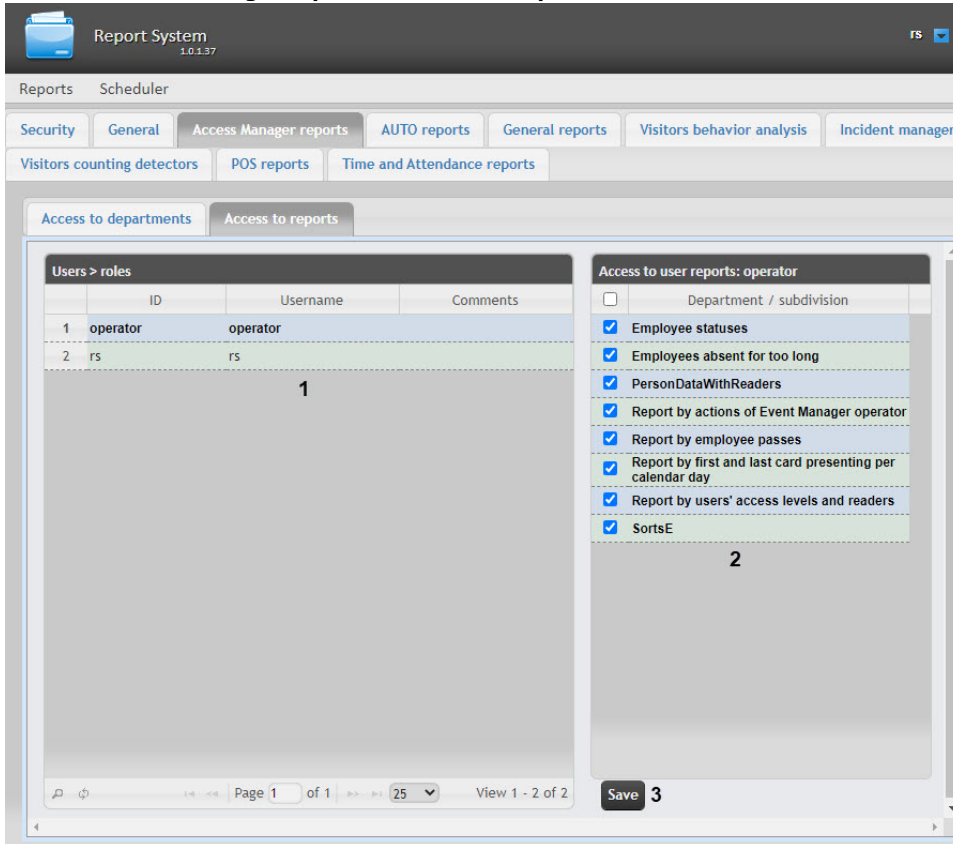 Report System
1.0.1.37
rs
Reports Scheduler
Security General Access Manager reports AUTO reports General reports Visitors behavior analysis Incident manager
Visitors counting detectors POS reports Time and Attendance reports
Access to departments Access to reports
Users > roles
ID Username Comments
1 operator operator
2 rs rs
1
Page 1 of 1 25 View 1 - 2 of 2
Access to user reports: operator
Department / subdivision
Employee statuses
Employees absent for too long
PersonDataWithReaders
Report by actions of Event Manager operator
Report by employee passes
Report by first and last card presenting per
calendar day
Report by users' access levels and readers
SortsE
2
Save 3